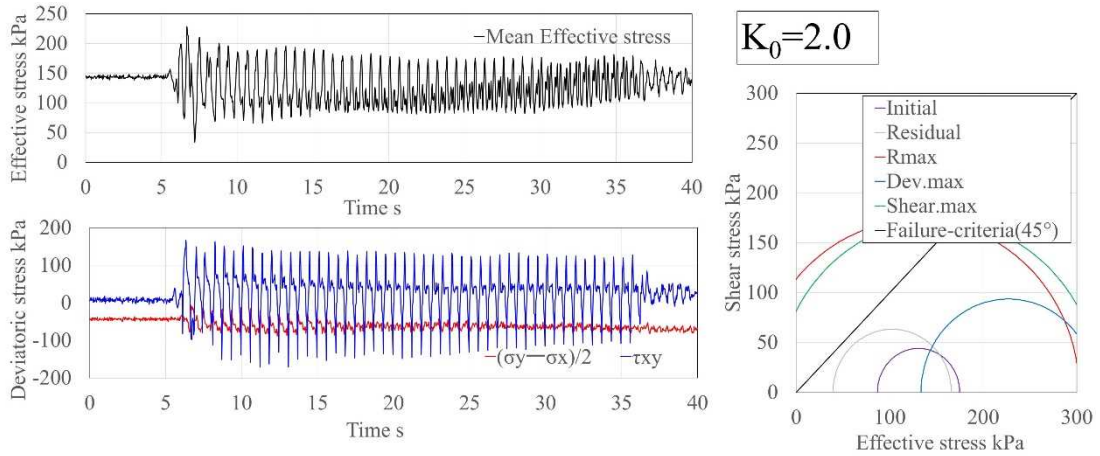 250
200
150
100
50
0
Effective stress kPa
—Mean Effective stress
0 5 10 15 20 25 30 35 40
Time s
200
100
0
-100
-200
Deviatoric stress kPa
—(σy—σx)/2 —τxy
0 5 10 15 20 25 30 35 40
Time s
K₀=2.0
300
250
200
150
100
50
0
Shear stress kPa
—Initial
—Residual
—Rmax
—Dev.max
—Shear.max
—Failure-criteria(45°)
0 100 200 300
Effective stress kPa